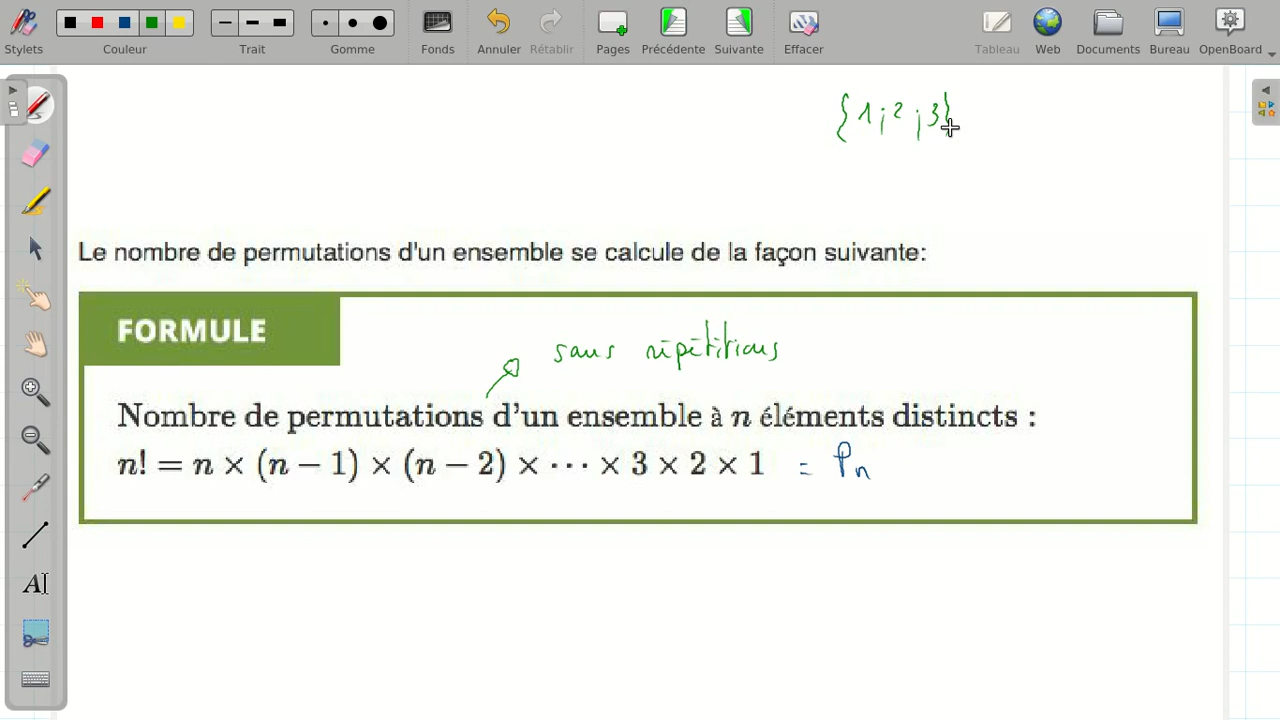 Stylets Couleur Trait Gomme Fonds Annuler Rétablir Pages Précédente Suivante Effacer Tableau Web Documents Bureau OpenBoard
{1;2;3}
Le nombre de permutations d'un ensemble se calcule de la façon suivante:
FORMULE
sans répétitions
Nombre de permutations d'un ensemble à n éléments distincts :
n! = n × (n − 1) × (n − 2) × ⋯ × 3 × 2 × 1 = Pn